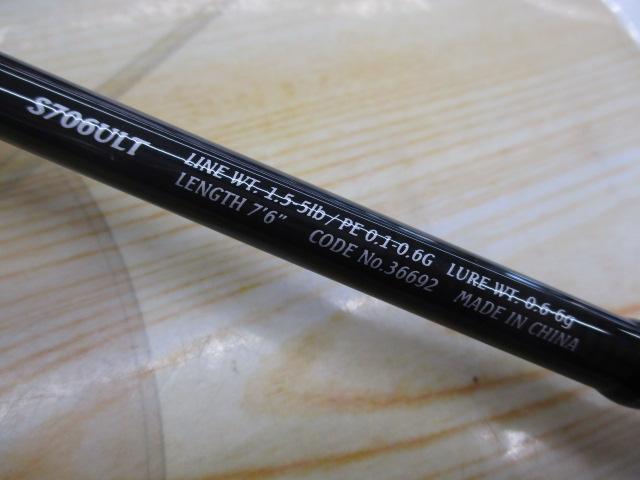 S706ULT
LINE WT. 1.5-5lb / PE 0.1-0.6G LURE WT. 0.6-6g
LENGTH 7'6" CODE No.36692 MADE IN CHINA